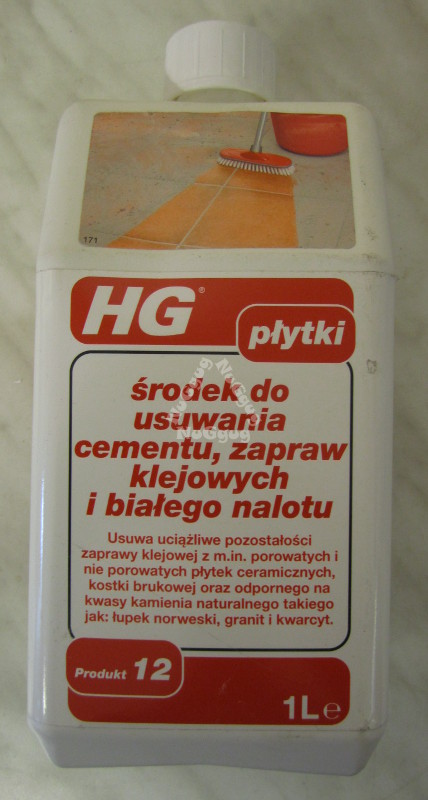 171
HG®
płytki
środek do
usuwania
cementu, zapraw
klejowych
i białego nalotu
Usuwa uciążliwe pozostałości
zaprawy klejowej z m.in. porowatych i
nie porowatych płytek ceramicznych,
kostki brukowej oraz odpornego na
kwasy kamienia naturalnego takiego
jak: łupek norweski, granit i kwarcyt.
Produkt 12
1L℮